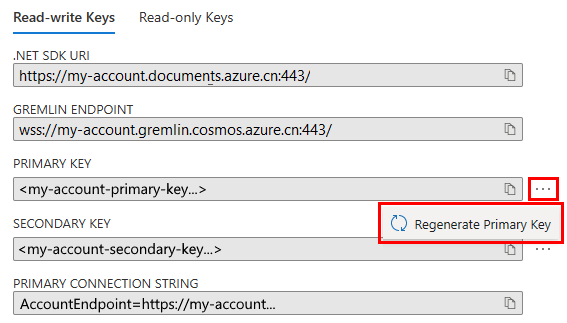 Read-write Keys Read-only Keys
.NET SDK URI
https://my-account.documents.azure.cn:443/
GREMLIN ENDPOINT
wss://my-account.gremlin.cosmos.azure.cn:443/
PRIMARY KEY
<my-account-primary-key...>
...
Regenerate Primary Key
SECONDARY KEY
<my-account-secondary-key...>
...
PRIMARY CONNECTION STRING
AccountEndpoint=https://my-account...